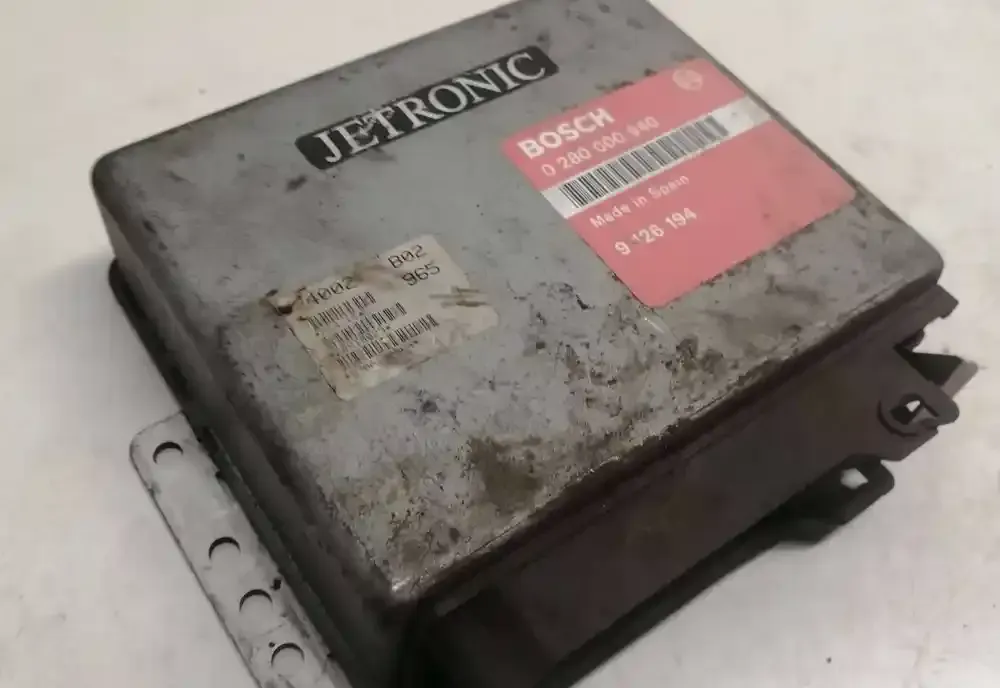 JETRONIC
BOSCH
0 280 000 940
Made in Spain
9 126 194
4002 B02
965